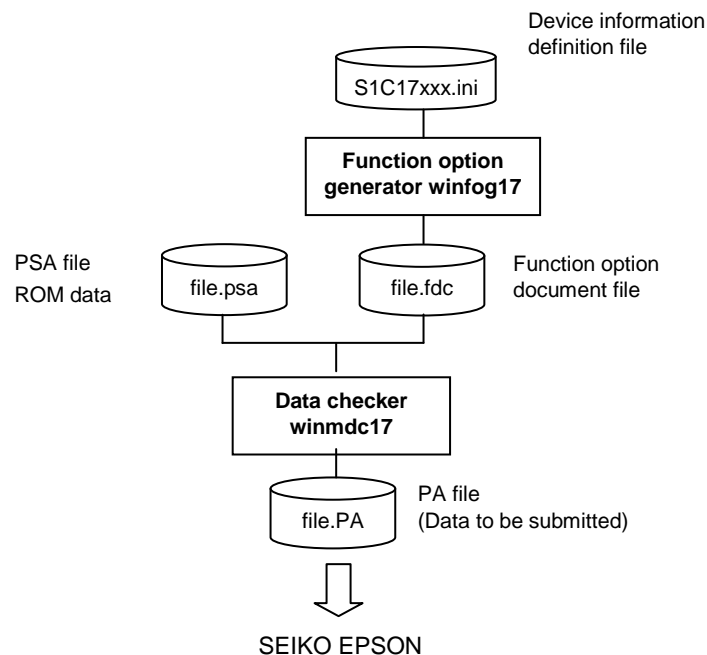 Device information
definition file
S1C17xxx.ini
Function option
generator winfog17
PSA file
ROM data
file.psa
file.fdc
Function option
document file
Data checker
winmdc17
file.PA
PA file
(Data to be submitted)
SEIKO EPSON